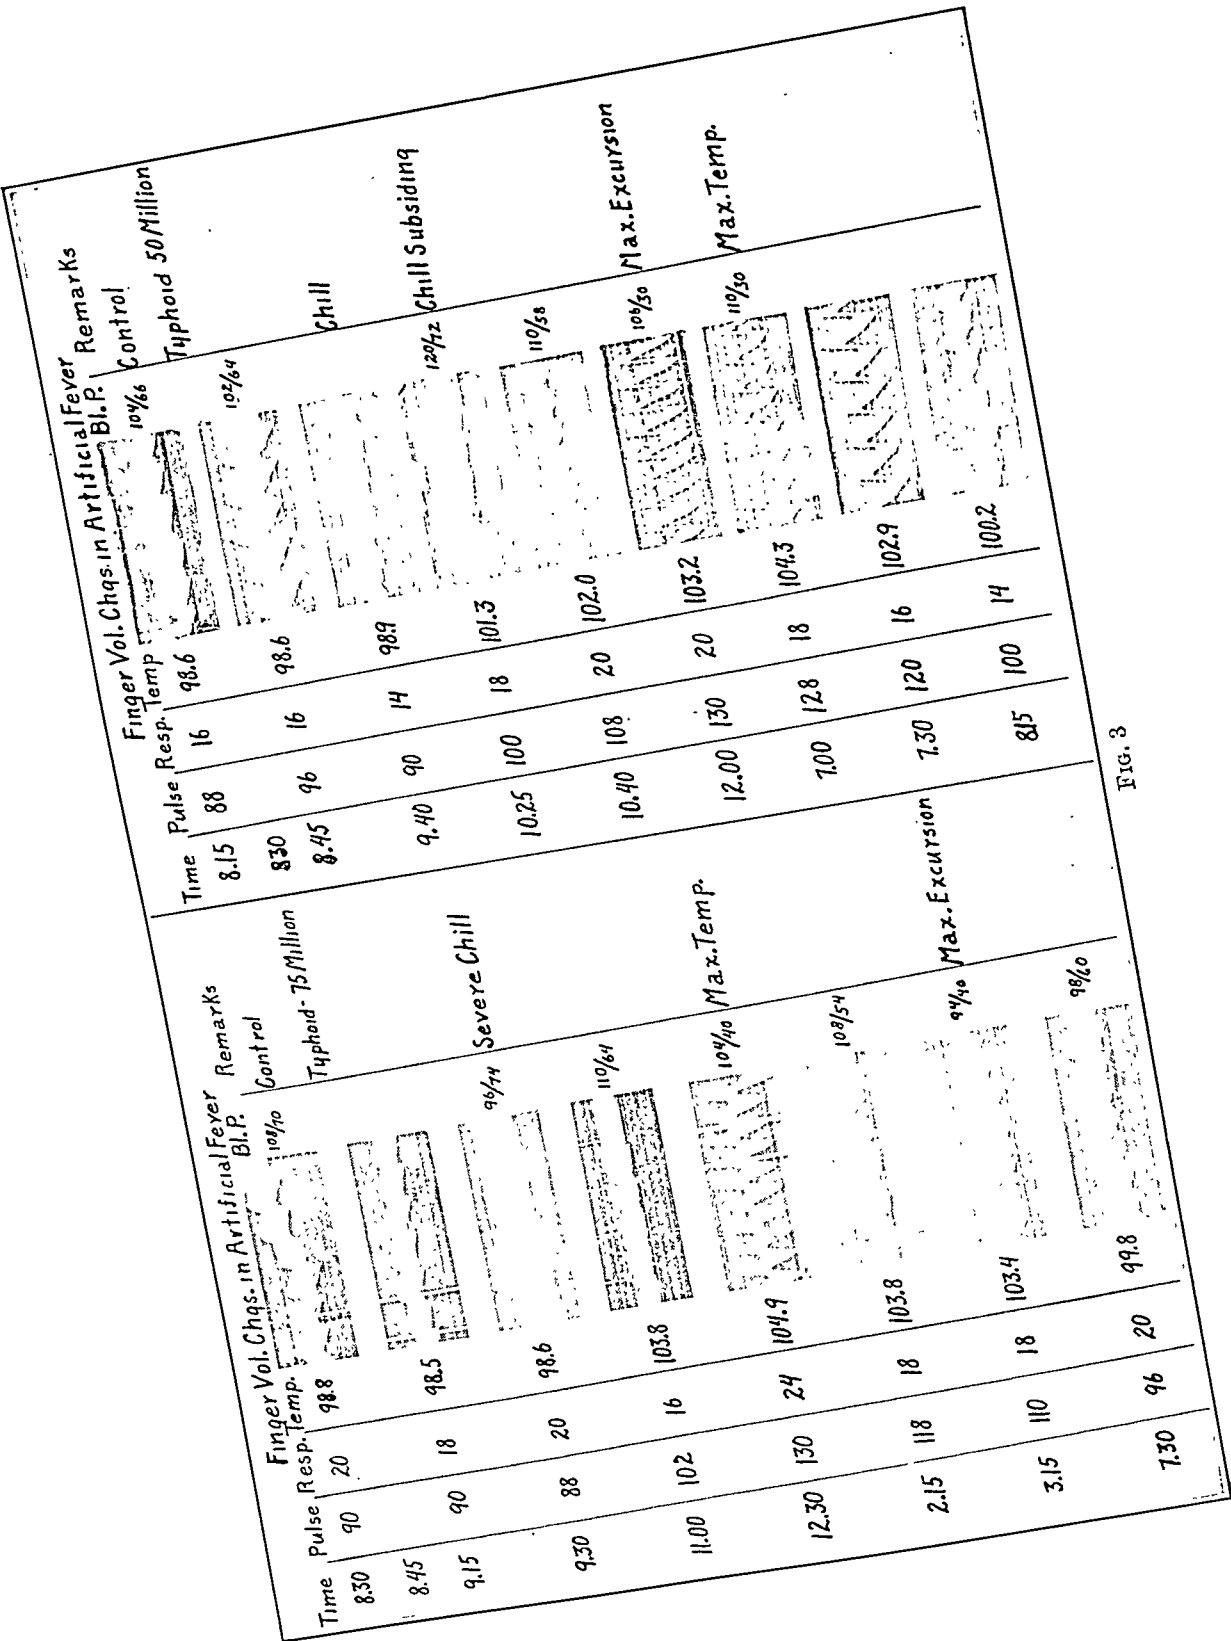 Finger Vol. Chgs. in Artificial Fever
Time Pulse Resp. Temp. Bl.P. Remarks
8.30 90 20 98.8 108/70 Control
8.45 Typhoid-75 Million
9.15 90 18 98.5
9.30 88 20 98.6 96/74 Severe Chill
11.00 102 16 103.8 110/64
12.30 130 24 104.9 104/40 Max.Temp.
2.15 118 18 103.8 108/54
3.15 110 18 103.4 94/40 Max.Excursion
7.30 96 20 99.8 98/60
Finger Vol. Chgs. in Artificial Fever
Time Pulse Resp. Temp Bl.P. Remarks
8.15 88 16 98.6 104/66 Control
830 Typhoid 50 Million
8.45 96 16 98.6 102/64
9.40 90 14 98.9 Chill
10.25 100 18 101.3 120/72 Chill Subsiding
10.40 108 20 102.0 110/58
12.00 130 20 103.2 106/30 Max.Excursion
7.00 128 18 104.3 110/30 Max.Temp.
7.30 120 16 102.9
815 100 14 100.2
FIG. 3